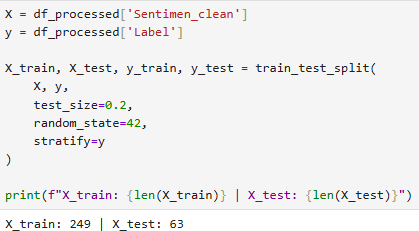 X = df_processed['Sentimen_clean']
y = df_processed['Label']
X_train, X_test, y_train, y_test = train_test_split(
    X, y,
    test_size=0.2,
    random_state=42,
    stratify=y
)
print(f"X_train: {len(X_train)} | X_test: {len(X_test)}")
X_train: 249 | X_test: 63